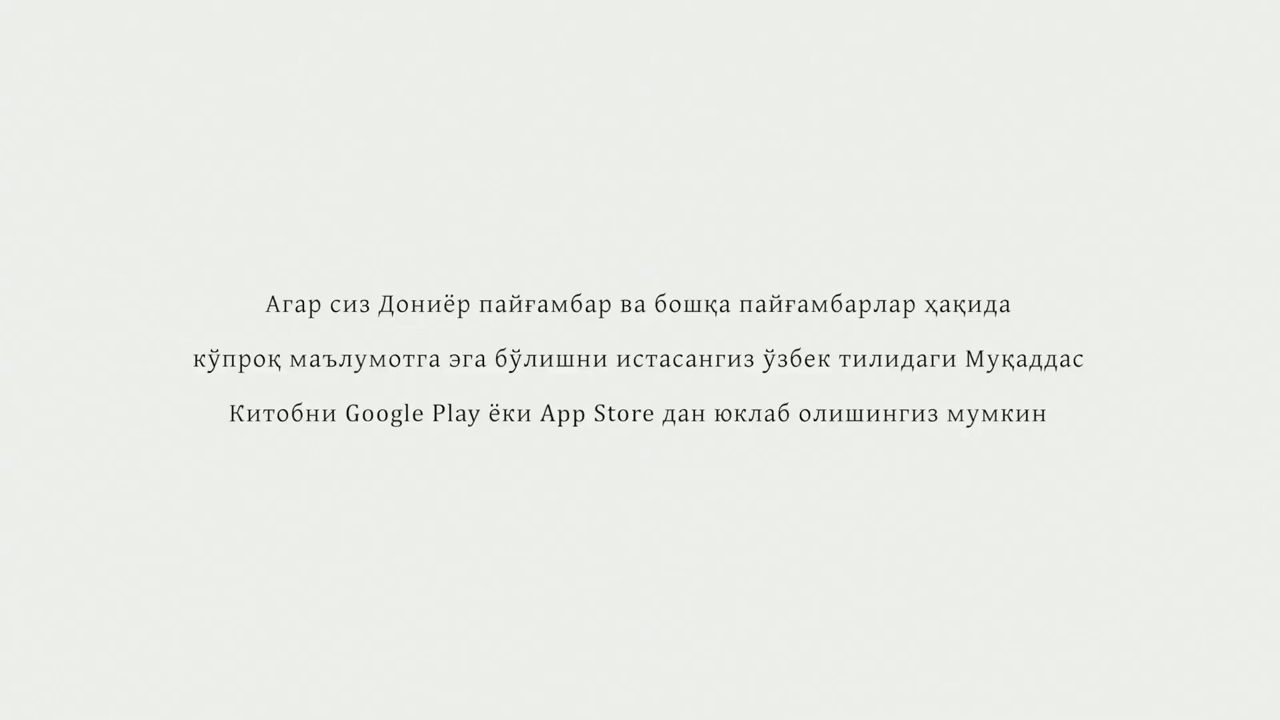 Агар сиз Дониёр пайғамбар ва бошқа пайғамбарлар ҳақида
кўпроқ маълумотга эга бўлишни истасангиз ўзбек тилидаги Муқаддас
Китобни Google Play ёки App Store дан юклаб олишингиз мумкин